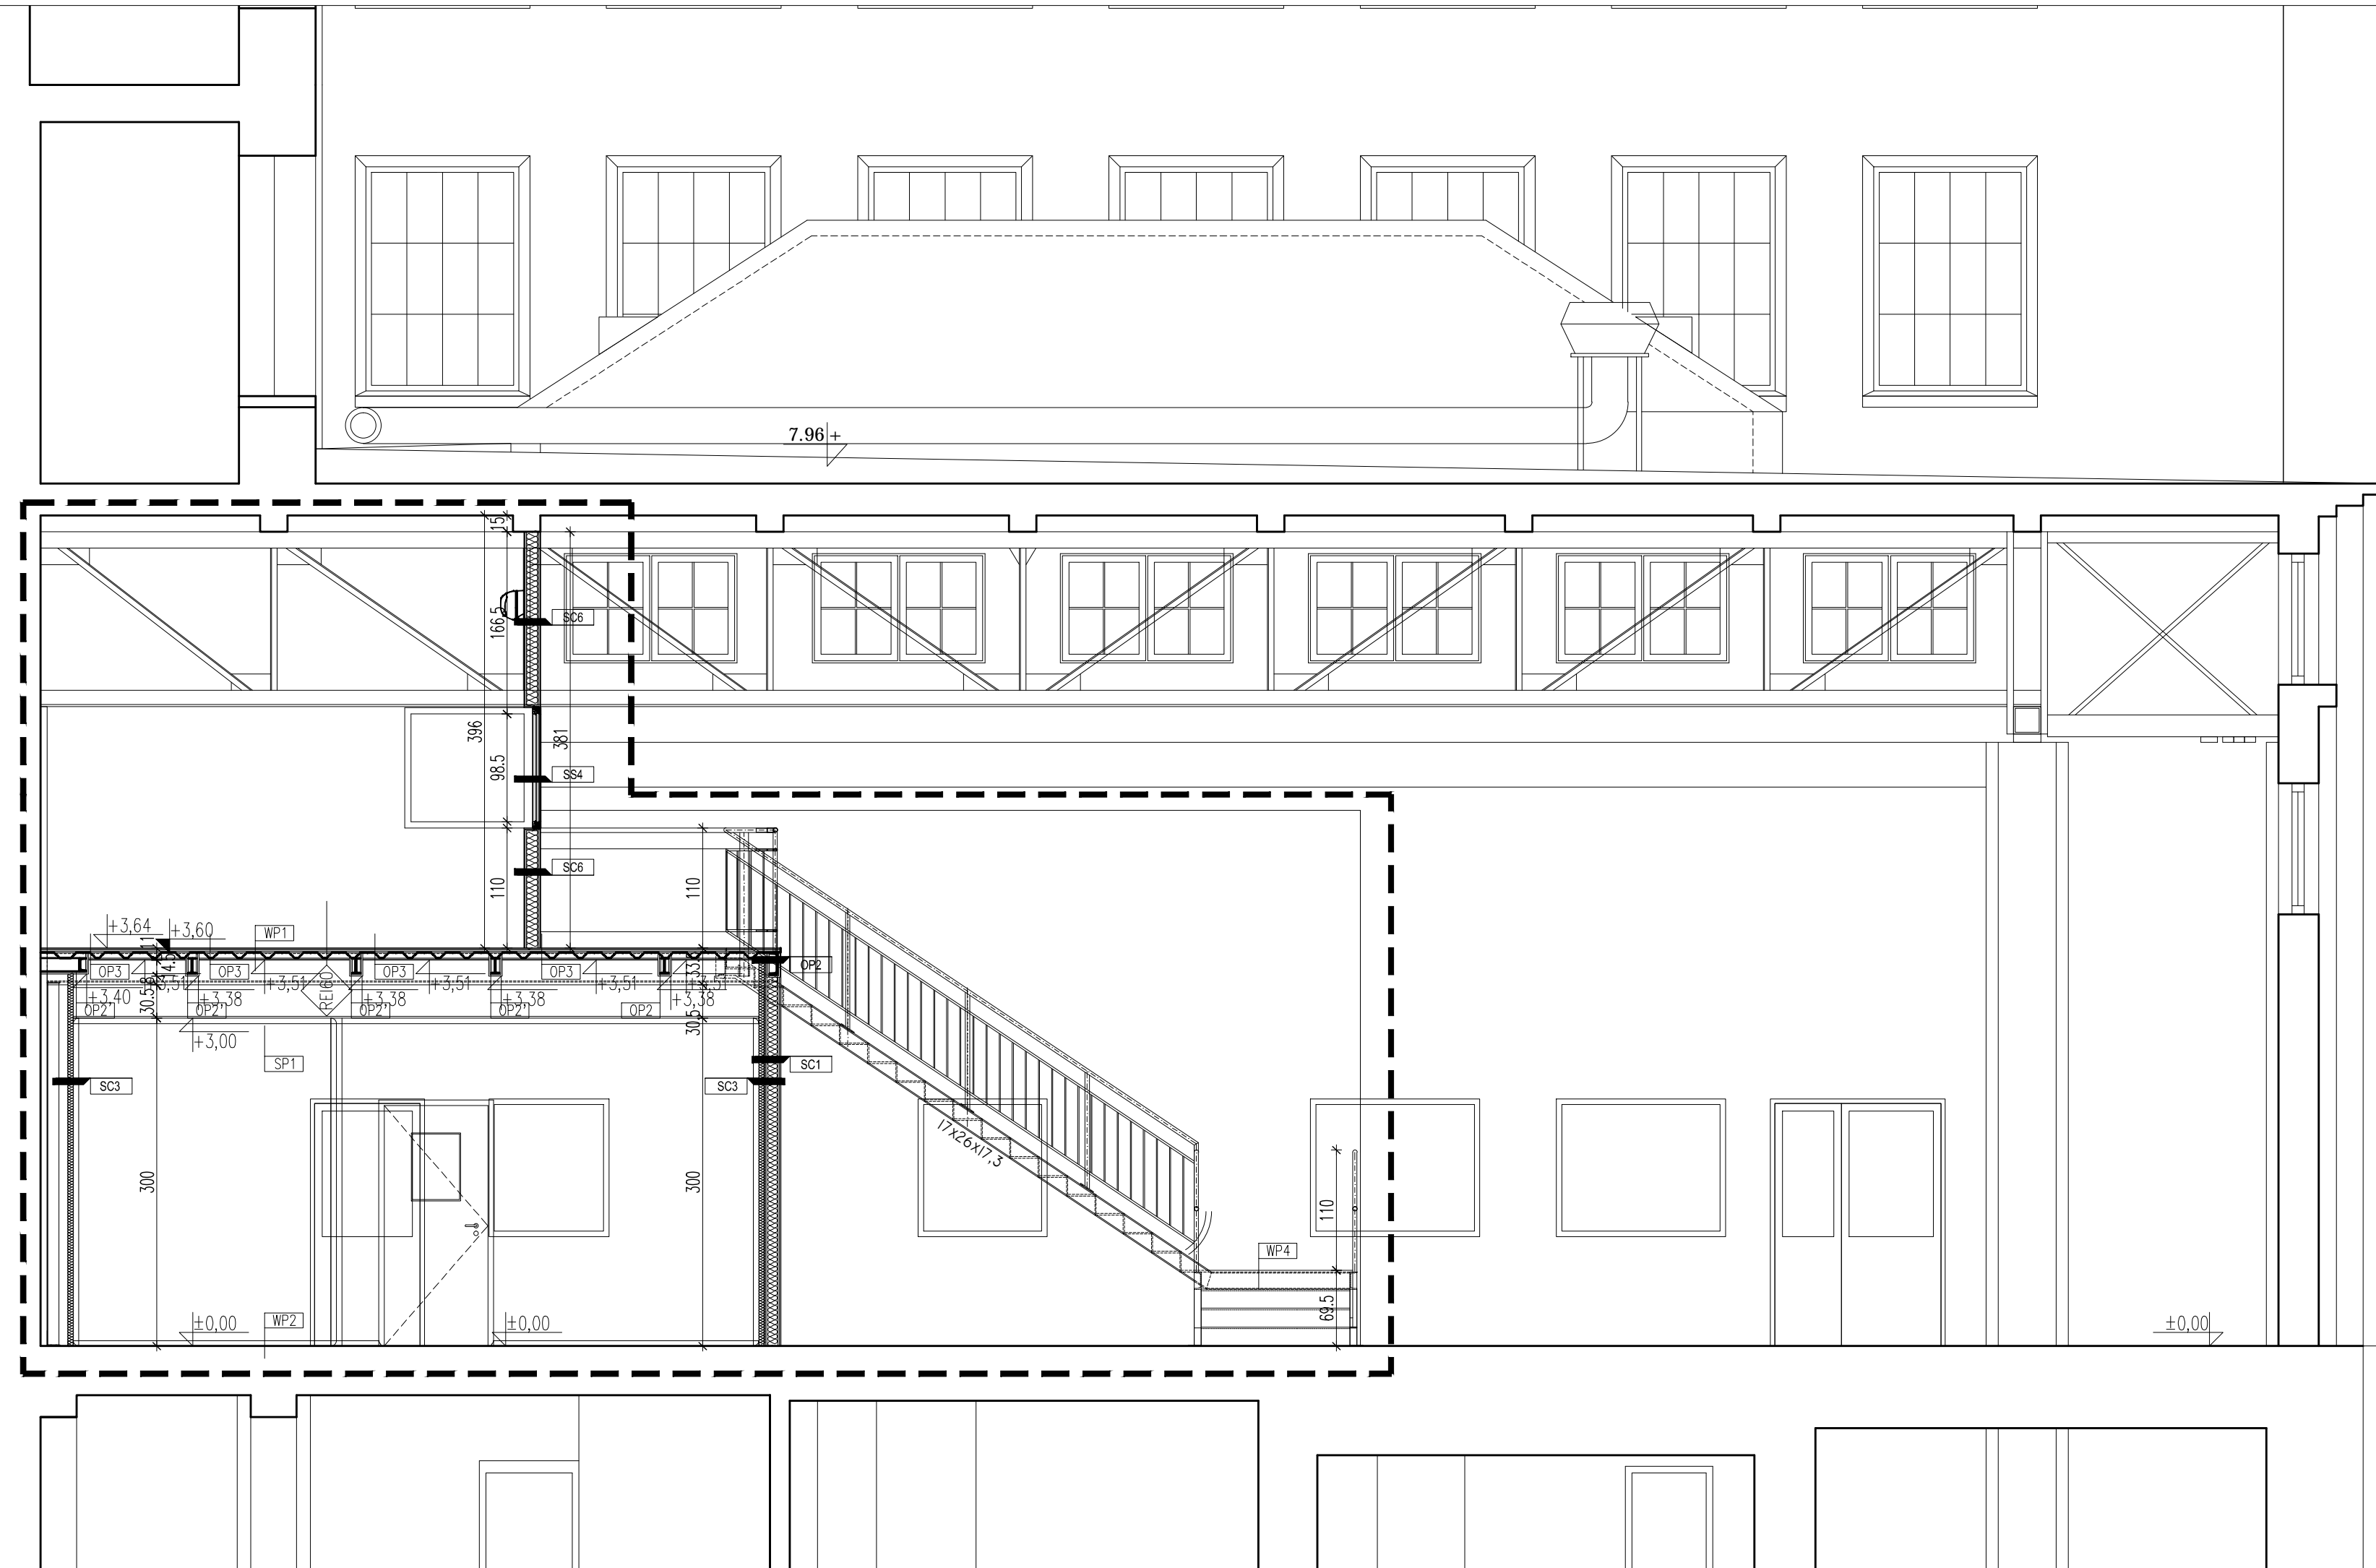 7.96 +
15
166.5
SC6
396
381
98.5
SS4
110
SC6
110
+3,64
+3,60
WP1
11
OP3
OP3
OP3
OP3
OP2
+3,51
+3,51
+3,51
+3,40
+3,38
+3,38
+3,38
+3,38
REI60
30.5
30.5
OP2
OP2
OP2
OP2
OP2
+3,00
SP1
SC3
SC3
SC1
17X26X17,3
300
300
110
WP4
69.5
±0,00
WP2
±0,00
±0,00